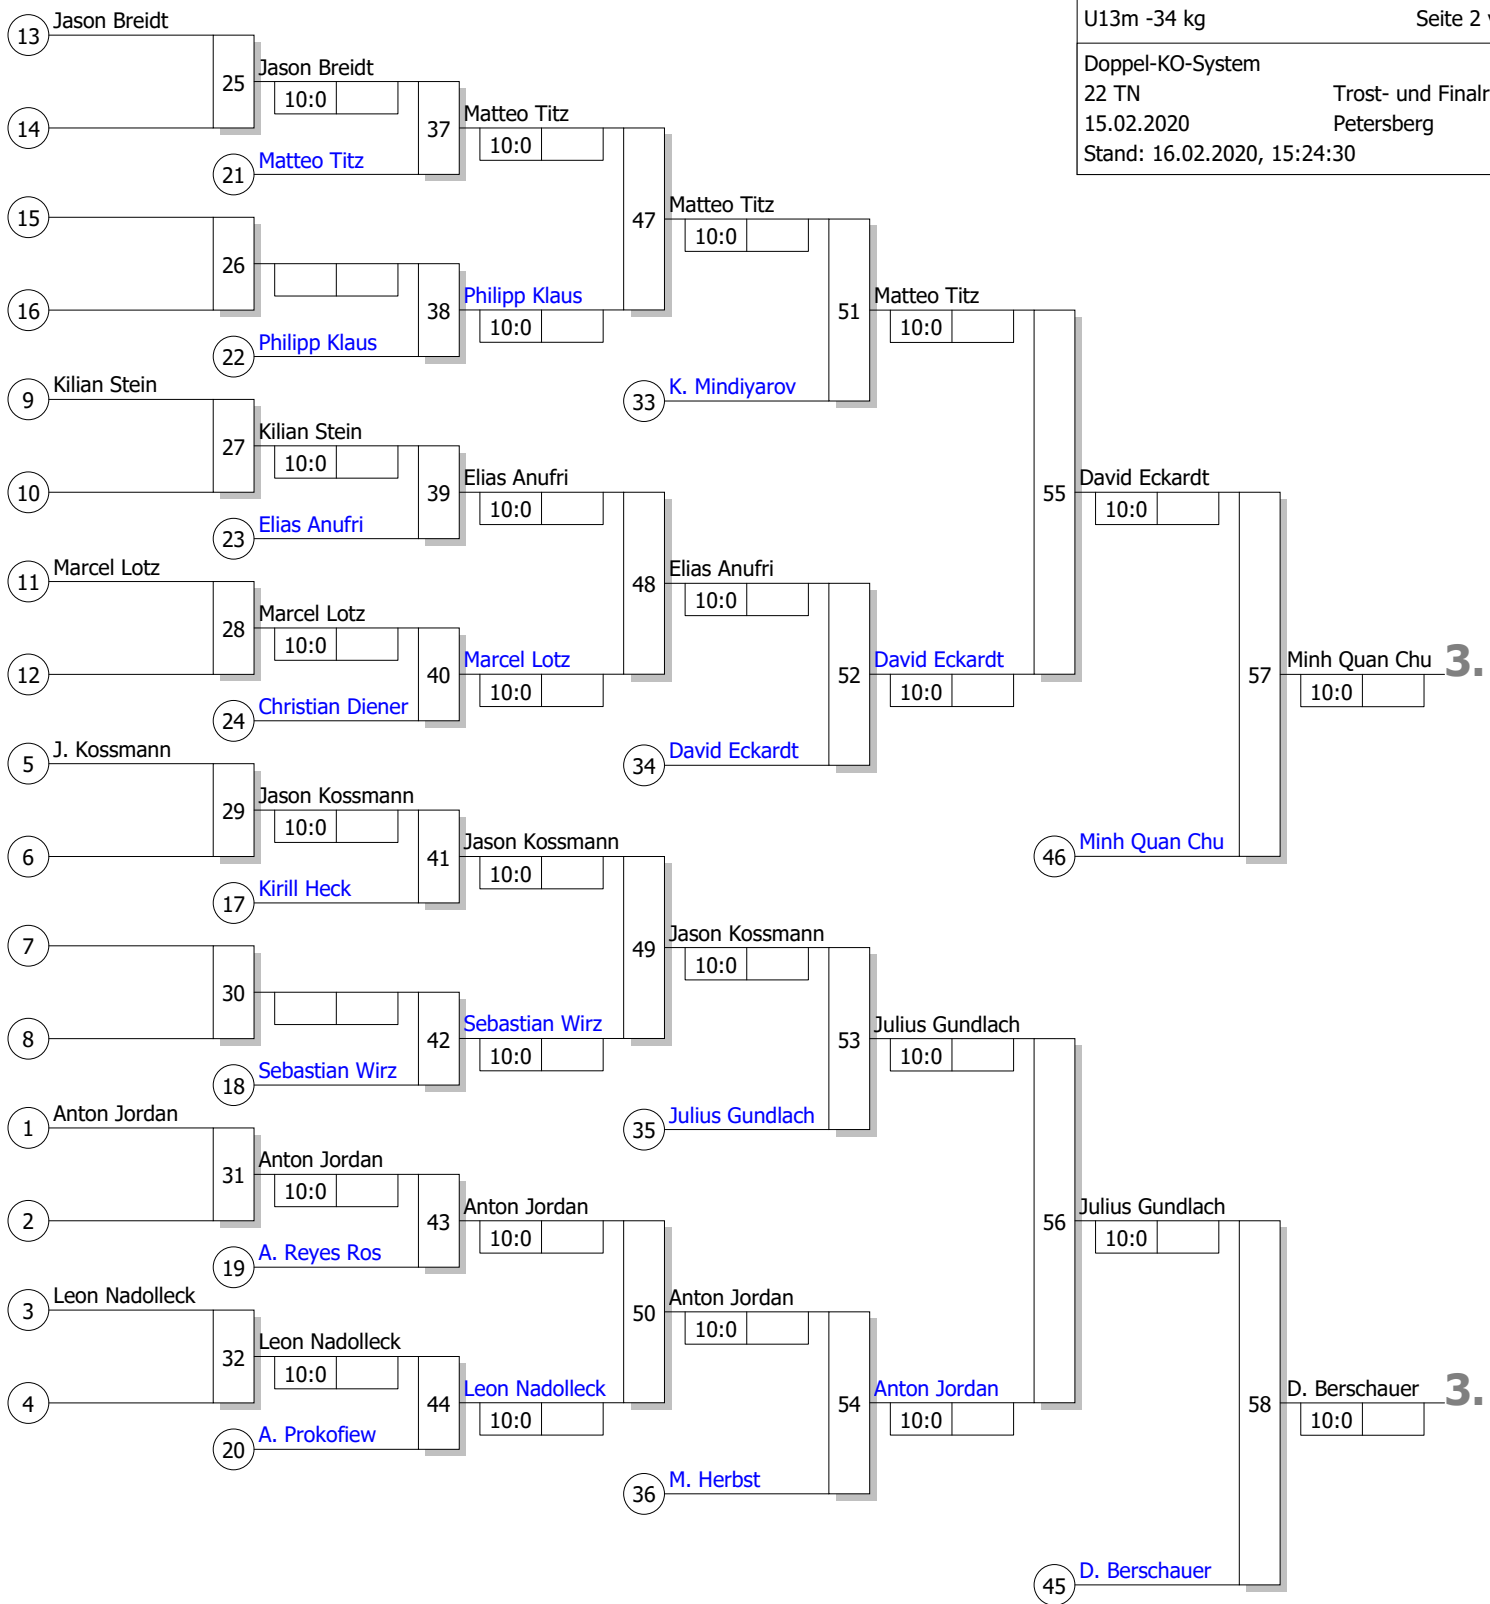 U13m -34 kg Seite 2
Doppel-KO-System
22 TN Trost- und Finalr
15.02.2020 Petersberg
Stand: 16.02.2020, 15:24:30
13 Jason Breidt
25 Jason Breidt
10:0
14
37 Matteo Titz
10:0
21 Matteo Titz
15
47 Matteo Titz
10:0
26
16
38 Philipp Klaus
10:0
22 Philipp Klaus
51 Matteo Titz
10:0
9 Kilian Stein
33 K. Mindiyarov
27 Kilian Stein
10:0
10
39 Elias Anufri
10:0
23 Elias Anufri
55 David Eckardt
10:0
11 Marcel Lotz
48 Elias Anufri
10:0
28 Marcel Lotz
10:0
12
40 Marcel Lotz
10:0
24 Christian Diener
52 David Eckardt
10:0
57 Minh Quan Chu 3.
10:0
5 J. Kossmann
34 David Eckardt
29 Jason Kossmann
10:0
6
41 Jason Kossmann
10:0
46 Minh Quan Chu
17 Kirill Heck
7
49 Jason Kossmann
10:0
30
8
42 Sebastian Wirz
10:0
18 Sebastian Wirz
53 Julius Gundlach
10:0
1 Anton Jordan
35 Julius Gundlach
31 Anton Jordan
10:0
2
43 Anton Jordan
10:0
19 A. Reyes Ros
56 Julius Gundlach
10:0
3 Leon Nadolleck
50 Anton Jordan
10:0
32 Leon Nadolleck
10:0
4
44 Leon Nadolleck
10:0
20 A. Prokofiew
54 Anton Jordan
10:0
58 D. Berschauer 3.
10:0
36 M. Herbst
45 D. Berschauer